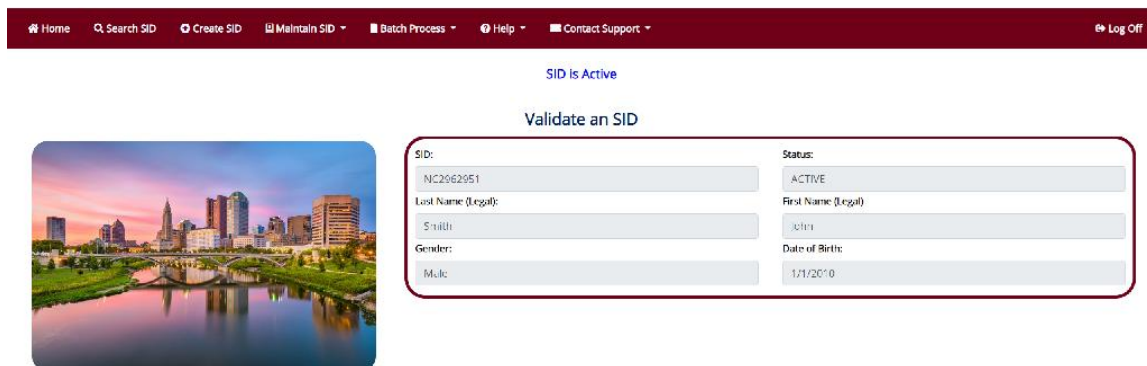 Home Search SID Create SID Maintain SID Batch Process Help Contact Support Log Off
SID is Active
Validate an SID
SID: Status:
NC2962951 ACTIVE
Last Name (Legal): First Name (Legal)
Smith John
Gender: Date of Birth:
Male 1/1/2010